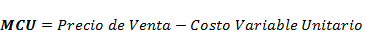 MCU = Precio de Venta − Costo Variable Unitario